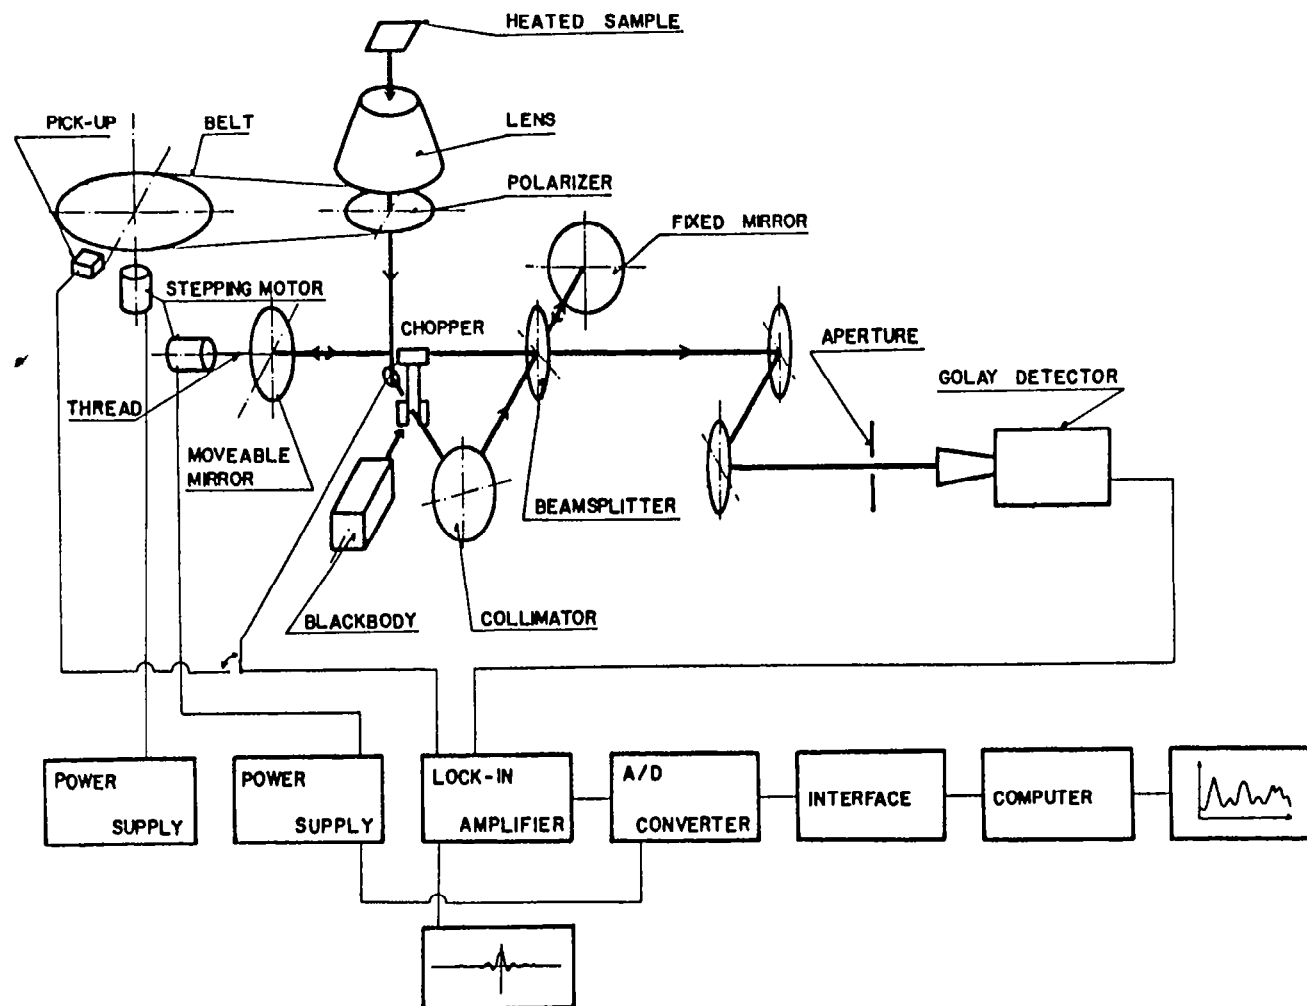 HEATED SAMPLE
PICK-UP
BELT
LENS
POLARIZER
FIXED MIRROR
STEPPING MOTOR
CHOPPER
APERTURE
GOLAY DETECTOR
THREAD
MOVEABLE
MIRROR
BEAMSPLITTER
BLACKBODY
COLLIMATOR
POWER
SUPPLY
POWER
SUPPLY
LOCK-IN
AMPLIFIER
A/D
CONVERTER
INTERFACE
COMPUTER